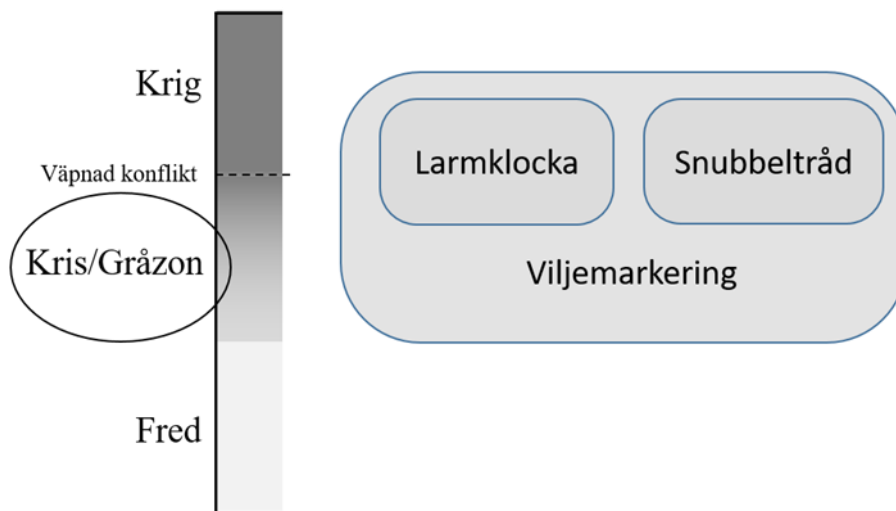 Krig
Väpnad konflikt
Kris/Gråzon
Fred
Larmklocka
Snubbeltråd
Viljemarkering